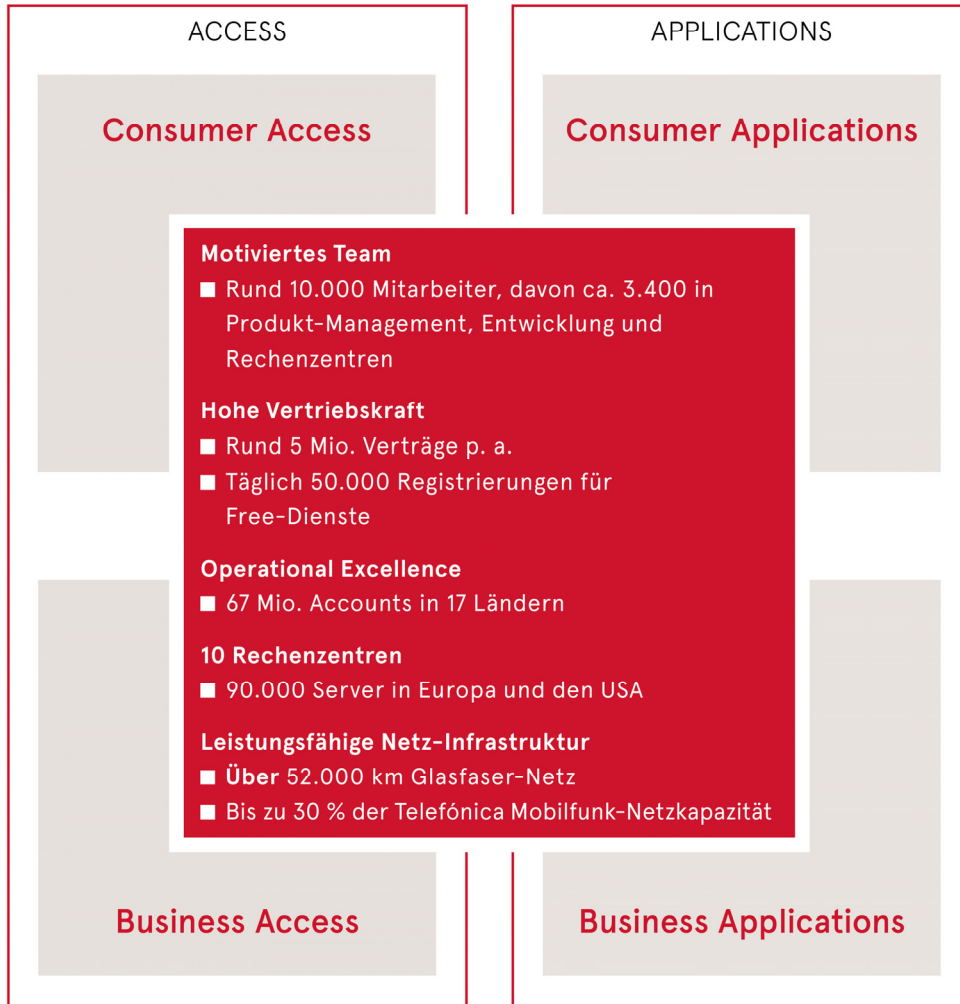 ACCESS
APPLICATIONS
Consumer Access
Consumer Applications
Motiviertes Team
Rund 10.000 Mitarbeiter, davon ca. 3.400 in
Produkt-Management, Entwicklung und
Rechenzentren
Hohe Vertriebskraft
Rund 5 Mio. Verträge p. a.
Täglich 50.000 Registrierungen für
Free-Dienste
Operational Excellence
67 Mio. Accounts in 17 Ländern
10 Rechenzentren
90.000 Server in Europa und den USA
Leistungsfähige Netz-Infrastruktur
Über 52.000 km Glasfaser-Netz
Bis zu 30 % der Telefónica Mobilfunk-Netzkapazität
Business Access
Business Applications